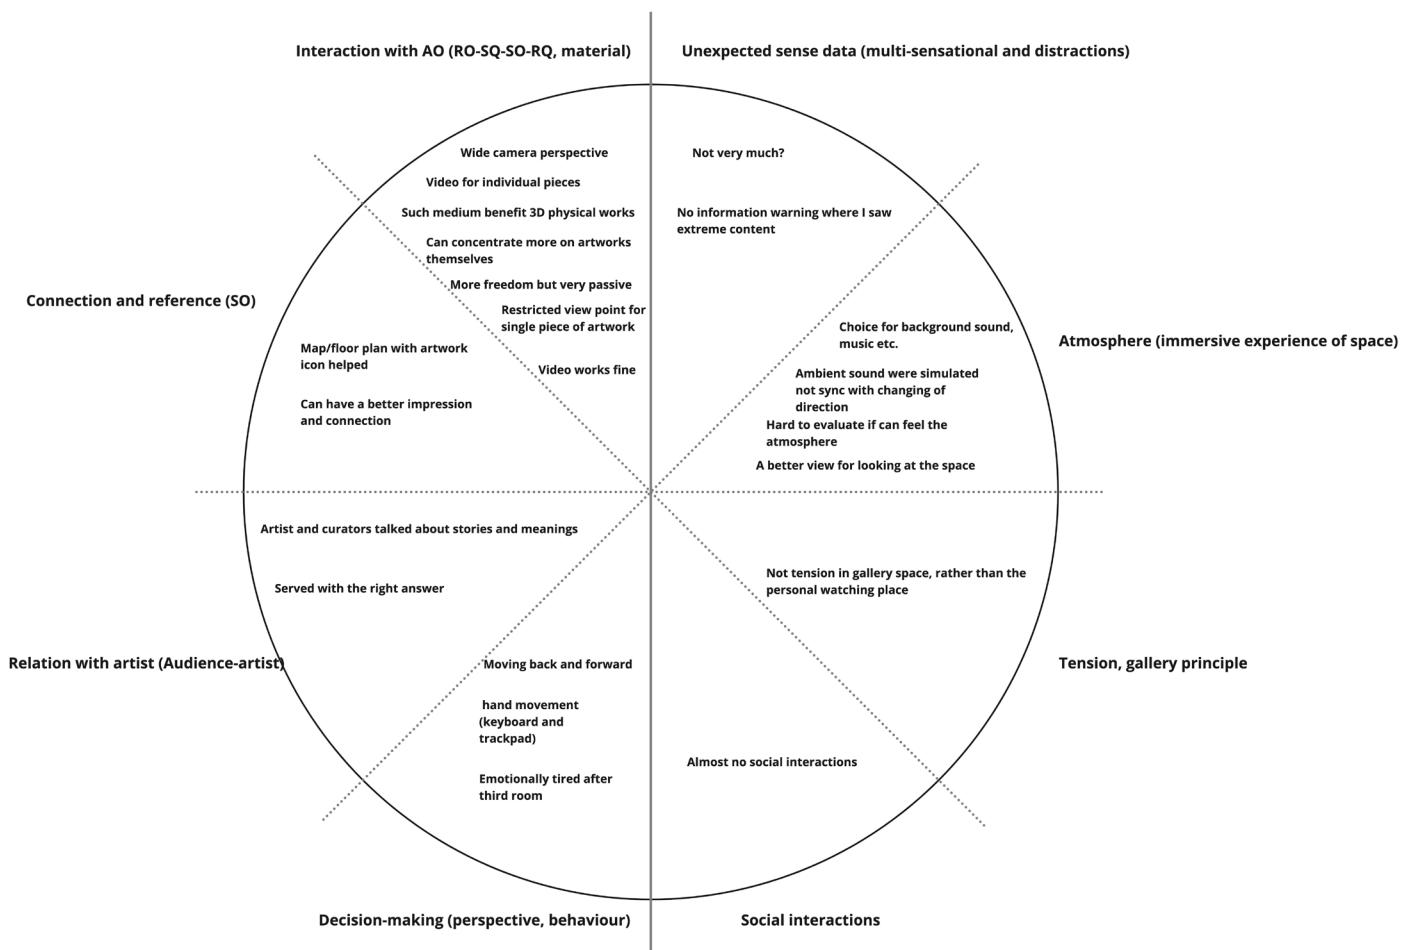 Interaction with AO (RO-SQ-SO-RQ, material)
Unexpected sense data (multi-sensational and distractions)
Wide camera perspective
Video for individual pieces
Such medium benefit 3D physical works
Can concentrate more on artworks
themselves
More freedom but very passive
Restricted view point for
single piece of artwork
Video works fine
Not very much?
No information warning where I saw
extreme content
Connection and reference (SO)
Map/floor plan with artwork
icon helped
Can have a better impression
and connection
Choice for background sound,
music etc.
Ambient sound were simulated
not sync with changing of
direction
Hard to evaluate if can feel the
atmosphere
A better view for looking at the space
Atmosphere (immersive experience of space)
Artist and curators talked about stories and meanings
Served with the right answer
Relation with artist (Audience-artist)
Not tension in gallery space, rather than the
personal watching place
Tension, gallery principle
Moving back and forward
hand movement
(keyboard and
trackpad)
Emotionally tired after
third room
Almost no social interactions
Decision-making (perspective, behaviour)
Social interactions